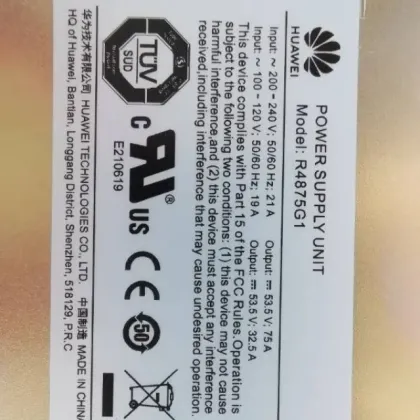 HUAWEI
POWER SUPPLY UNIT
Model: R4875G1
Input: ~ 200 - 240 V; 50/60 Hz; 21 A Output: ⎓ 53.5 V; 75 A
Input: ~ 100 - 120 V; 50/60 Hz; 19 A Output: ⎓ 53.5 V; 32.5 A
This device complies with Part 15 of the FCC Rules. Operation is
subject to the following two conditions: (1) this device may not cause
harmful interference, and (2) this device must accept any interference
received, including interference that may cause undesired operation.
TÜV
SÜD
c RU US
®
E210619
CE
50
华为技术有限公司 HUAWEI TECHNOLOGIES CO., LTD. 中国制造 MADE IN CHINA
HQ of Huawei, Bantian, Longgang District, Shenzhen, 518129, P.R.C